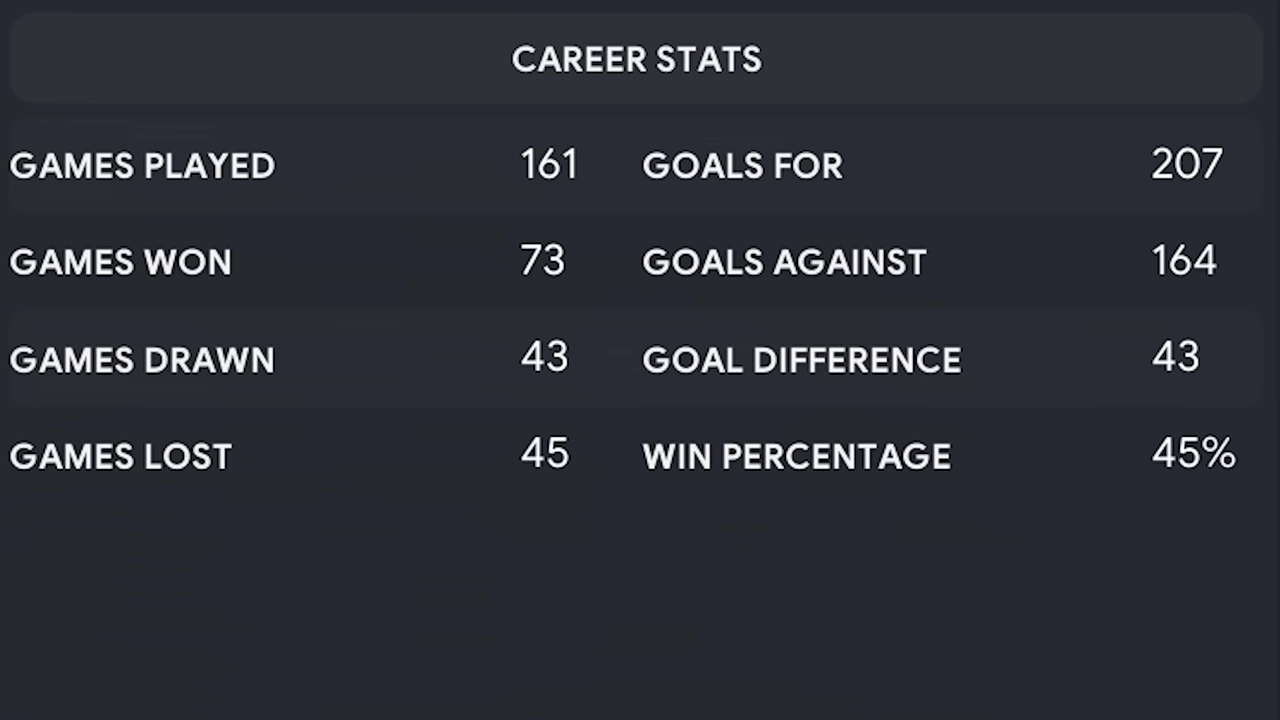 CAREER STATS
GAMES PLAYED 161 GOALS FOR 207
GAMES WON 73 GOALS AGAINST 164
GAMES DRAWN 43 GOAL DIFFERENCE 43
GAMES LOST 45 WIN PERCENTAGE 45%